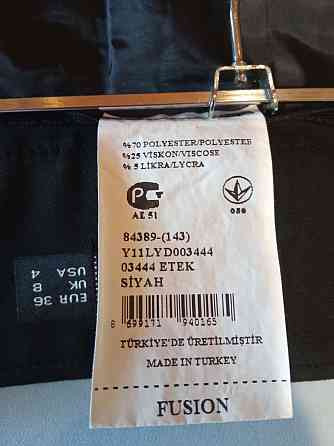 %70 POLYESTER/POLYESTER
%25 VİSKON/VISCOSE
% 5 LİKRA/LYCRA
PC
AE 51
036
84389-(143)
Y11LYD003444
03444 ETEK
SİYAH
8 699171 940165
TÜRKİYE'DE ÜRETİLMİŞTİR
MADE IN TURKEY
FUSION
EUR 36
UK 8
USA 4